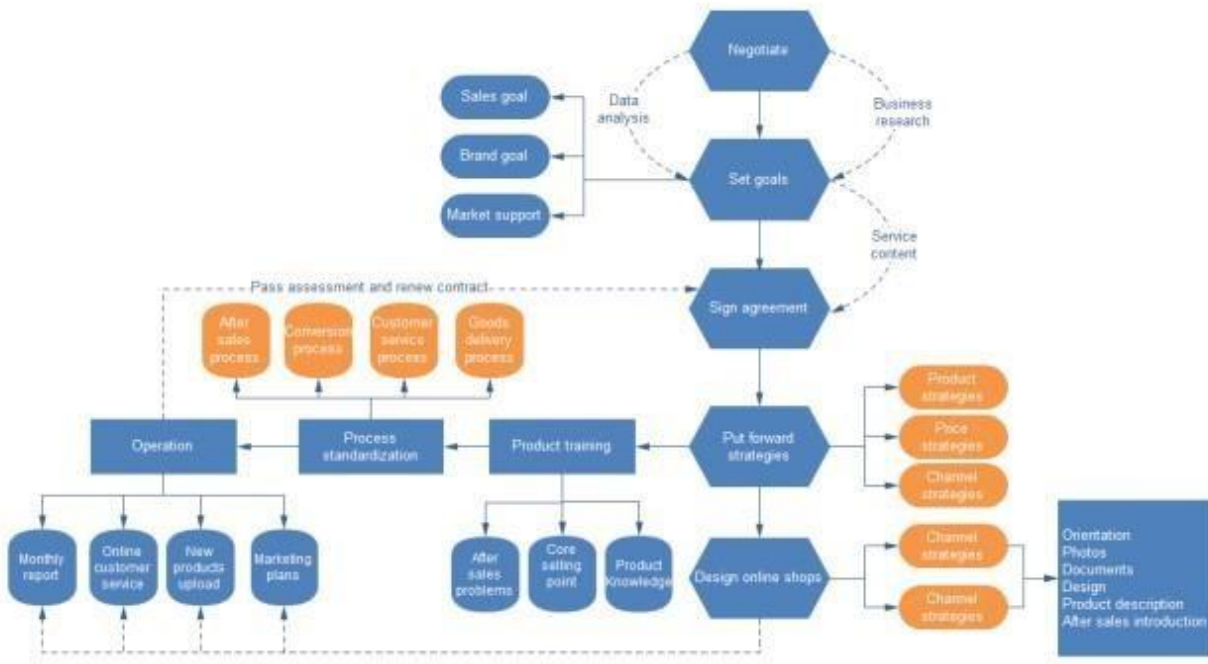 Negotiate
Data
analysis
Business
research
Sales goal
Brand goal
Market support
Set goals
Service
content
Pass assessment and renew contract
Sign agreement
After
sales
process
Conversion
process
Customer
service
process
Goods
delivery
process
Product
strategies
Price
strategies
Channel
strategies
Operation
Process
standardization
Product training
Put forward
strategies
Monthly
report
Online
customer
service
New
products
upload
Marketing
plans
After
sales
problems
Core
selling
point
Product
Knowledge
Design online shops
Channel
strategies
Channel
strategies
Orientation
Photos
Documents
Design
Product description
After sales introduction